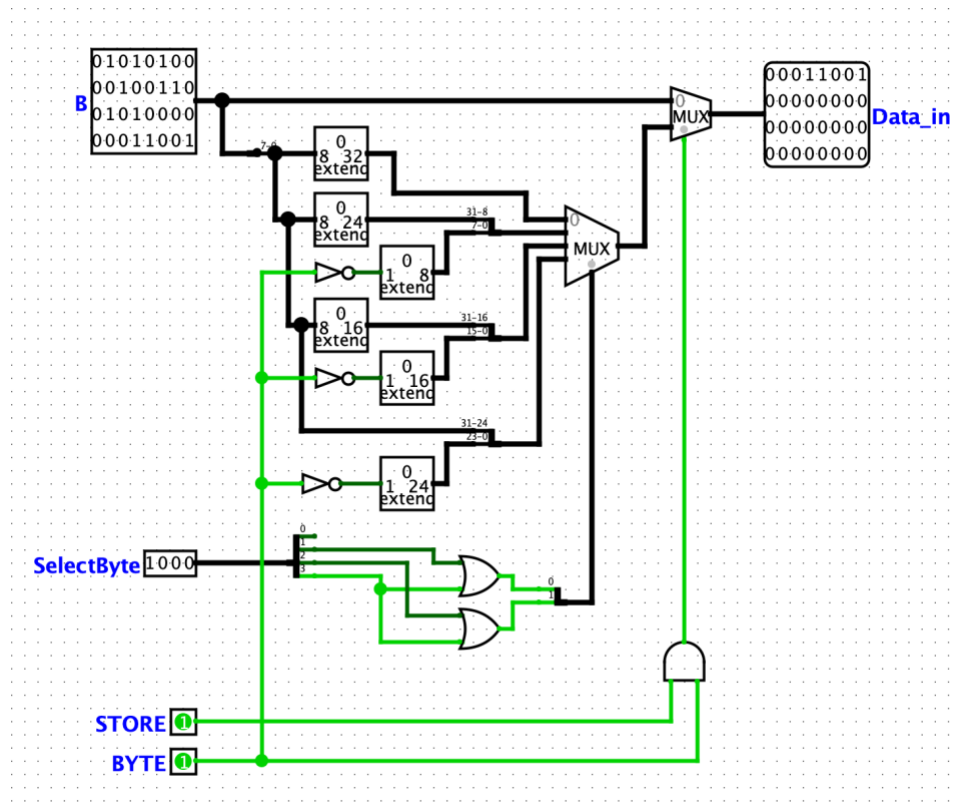 B
01010100
00100110
01010000
00011001
0
MUX
00011001
00000000
00000000
00000000
Data_in
0
8 32
extend
0
8 24
extend
31-8
7-0
0
MUX
0
1 8
extend
0
8 16
extend
31-16
15-0
0
1 16
extend
31-24
23-0
0
1 24
extend
SelectByte
1000
0
1
2
3
0
1
STORE
1
BYTE
1